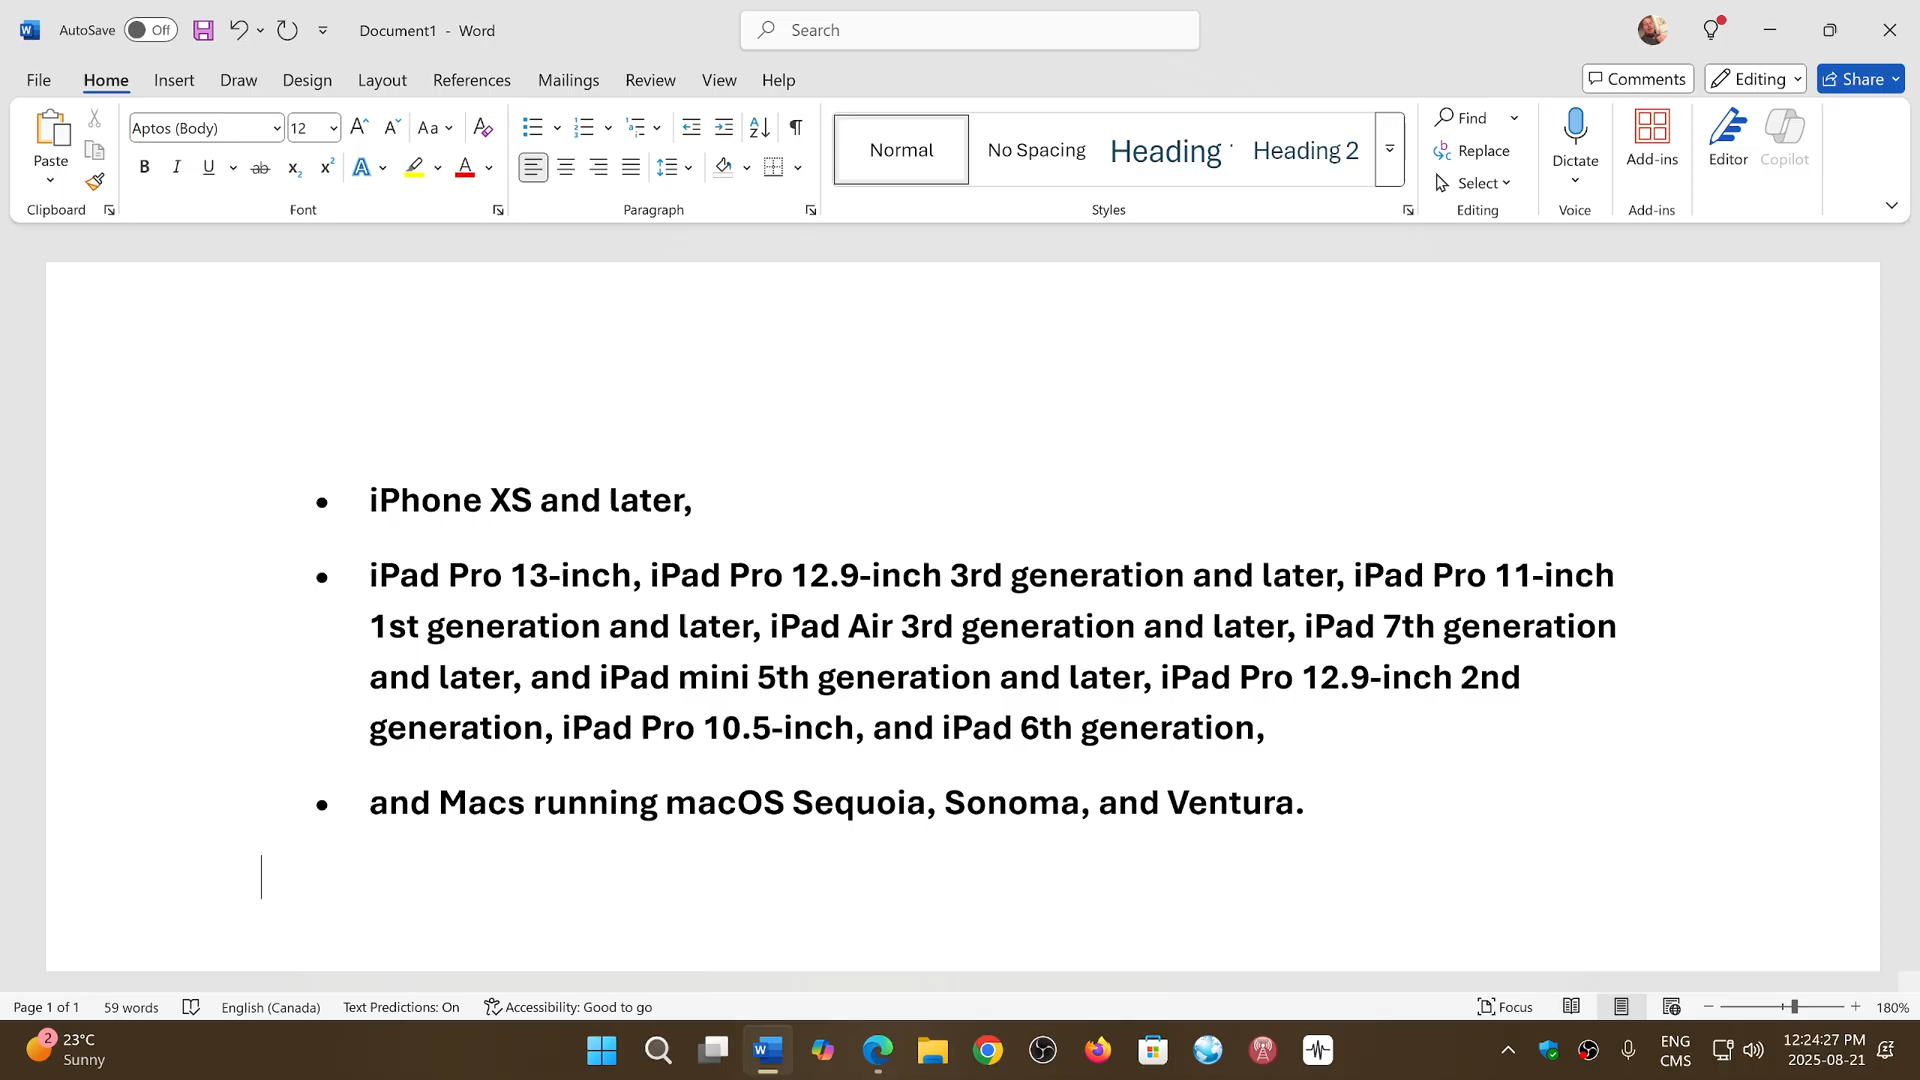 AutoSave Off Document1 - Word Search
File Home Insert Draw Design Layout References Mailings Review View Help Comments Editing Share
Paste Aptos (Body) 12 Aa Normal No Spacing Heading Heading 2 Find Replace Select Dictate Add-ins Editor Copilot
Clipboard Font Paragraph Styles Editing Voice Add-ins
• iPhone XS and later,
• iPad Pro 13-inch, iPad Pro 12.9-inch 3rd generation and later, iPad Pro 11-inch
1st generation and later, iPad Air 3rd generation and later, iPad 7th generation
and later, and iPad mini 5th generation and later, iPad Pro 12.9-inch 2nd
generation, iPad Pro 10.5-inch, and iPad 6th generation,
• and Macs running macOS Sequoia, Sonoma, and Ventura.
Page 1 of 1 59 words English (Canada) Text Predictions: On Accessibility: Good to go Focus 180%
2 23°C ENG 12:24:27 PM
Sunny CMS 2025-08-21